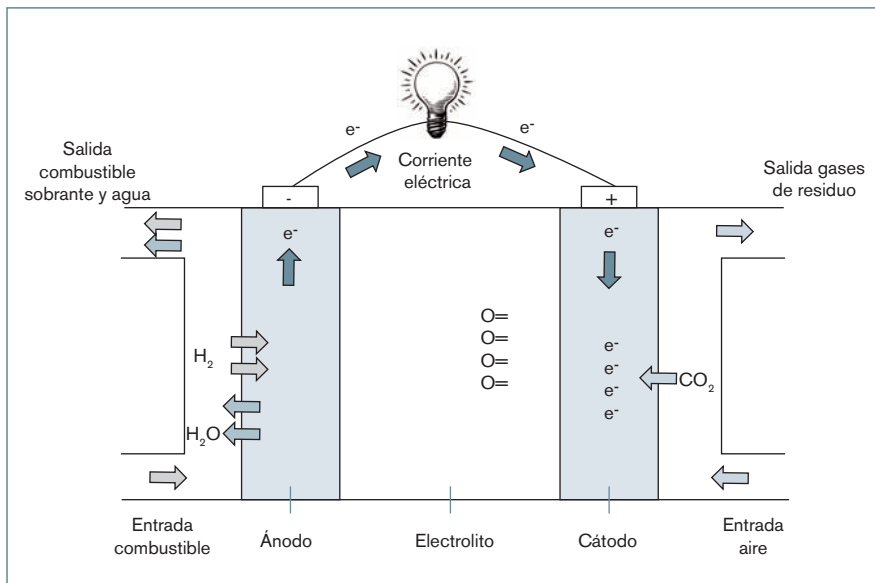 e-
e-
Corriente
eléctrica
Salida
combustible
sobrante y agua
Salida gases
de residuo
-
+
e-
e-
O=
O=
O=
O=
H2
e-
e-
e-
e-
CO2
H2O
Entrada
combustible
Ánodo
Electrolito
Cátodo
Entrada
aire